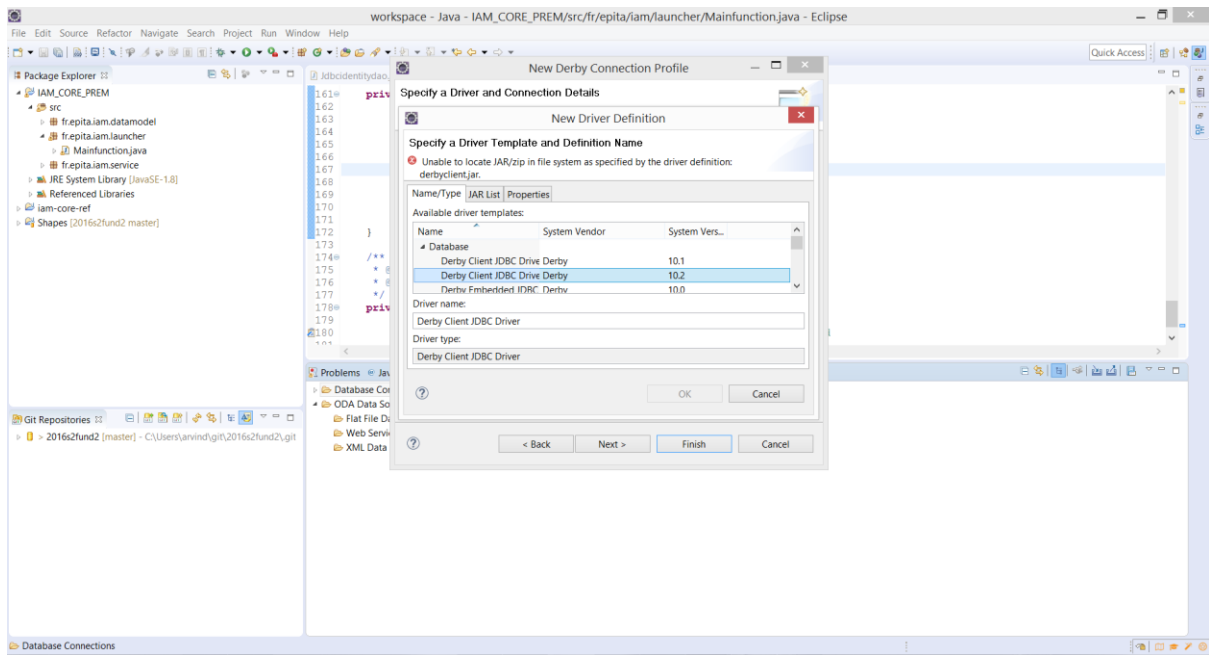 workspace - Java - IAM_CORE_PREM/src/fr/epita/iam/launcher/Mainfunction.java - Eclipse
File Edit Source Refactor Navigate Search Project Run Window Help
Quick Access
Package Explorer
IAM_CORE_PREM
src
fr.epita.iam.datamodel
fr.epita.iam.launcher
Mainfunction.java
fr.epita.iam.service
JRE System Library [JavaSE-1.8]
Referenced Libraries
iam-core-ref
Shapes [2016s2fund2 master]
Git Repositories
> 2016s2fund2 [master] - C:\Users\arvind\git\2016s2fund2\.git
Jdbcidentitydao.
161 priv
162
163
164
165
166
167
168
169
170
171
172 }
173
174 /**
175 *
176 *
177 */
178 priv
179
180
Problems Jav
Database Cor
ODA Data So
Flat File Da
Web Servi
XML Data
New Derby Connection Profile
Specify a Driver and Connection Details
New Driver Definition
Specify a Driver Template and Definition Name
Unable to locate JAR/zip in file system as specified by the driver definition:
derbyclient.jar.
Name/Type JAR List Properties
Available driver templates:
Name System Vendor System Vers...
Database
Derby Client JDBC Drive Derby 10.1
Derby Client JDBC Drive Derby 10.2
Derby Embedded JDBC Derby 10.0
Driver name:
Derby Client JDBC Driver
Driver type:
Derby Client JDBC Driver
OK Cancel
< Back Next > Finish Cancel
Database Connections